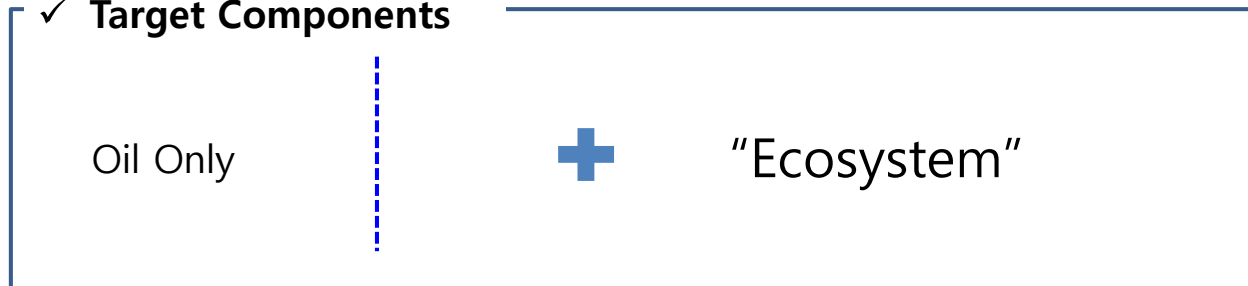 ✓ Target Components
Oil Only
“Ecosystem”